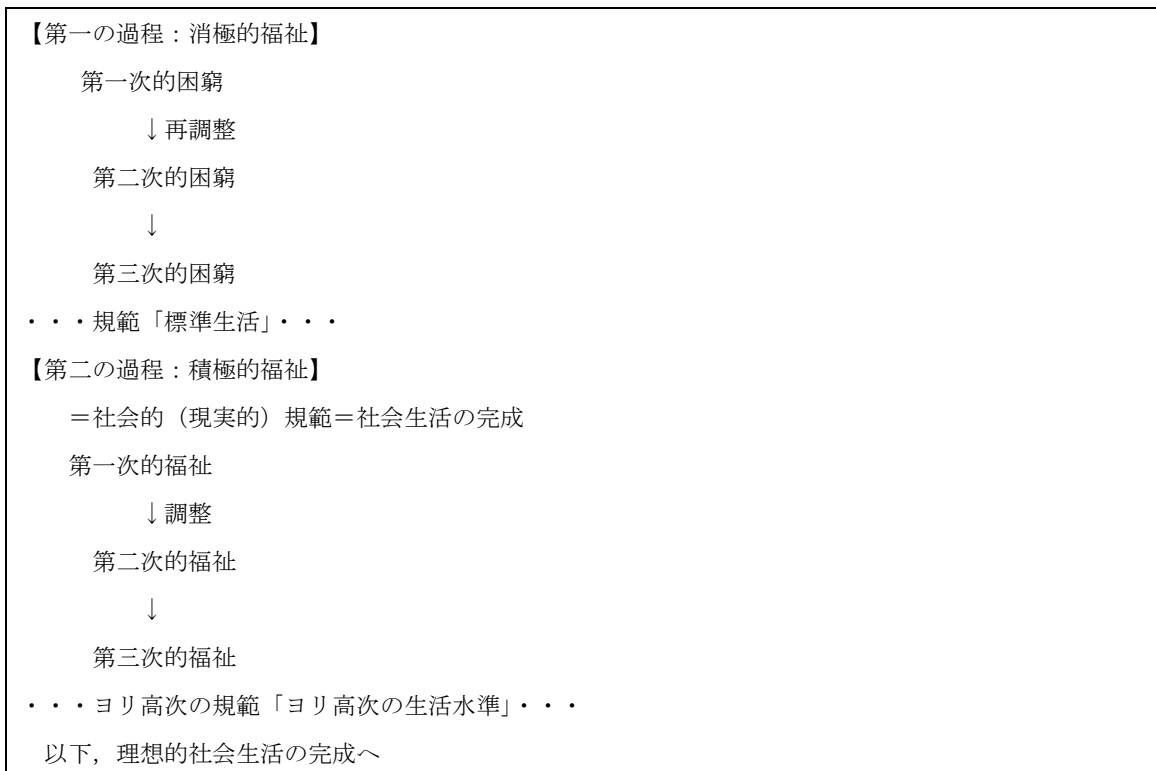 【第一の過程：消極的福祉】
第一次的困窮
↓再調整
第二次的困窮
↓
第三次的困窮
・・・規範「標準生活」・・・
【第二の過程：積極的福祉】
＝社会的（現実的）規範＝社会生活の完成
第一次的福祉
↓調整
第二次的福祉
↓
第三次的福祉
・・・ヨリ高次の規範「ヨリ高次の生活水準」・・・
以下，理想的社会生活の完成へ